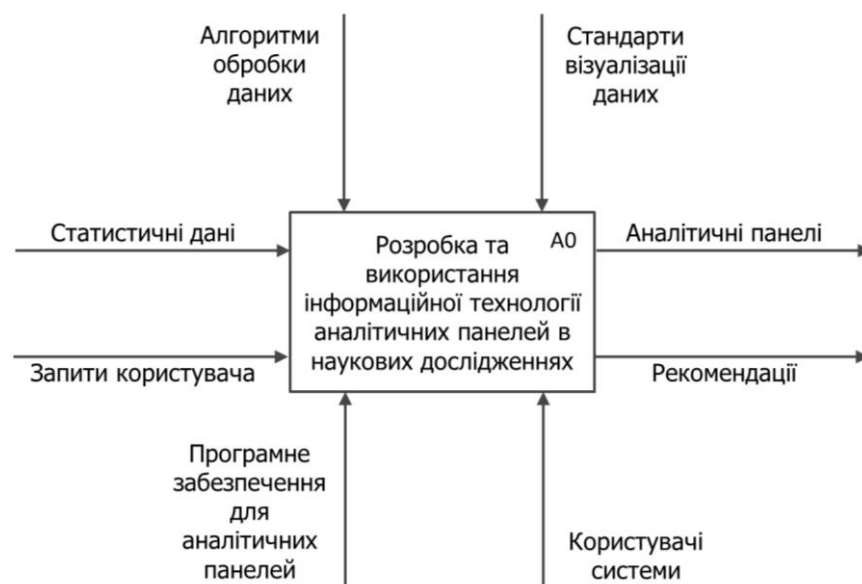 Алгоритми
обробки
даних
Стандарти
візуалізації
даних
Статистичні дані
Запити користувача
A0
Розробка та
використання
інформаційної технології
аналітичних панелей в
наукових дослідженнях
Аналітичні панелі
Рекомендації
Програмне
забезпечення
для
аналітичних
панелей
Користувачі
системи